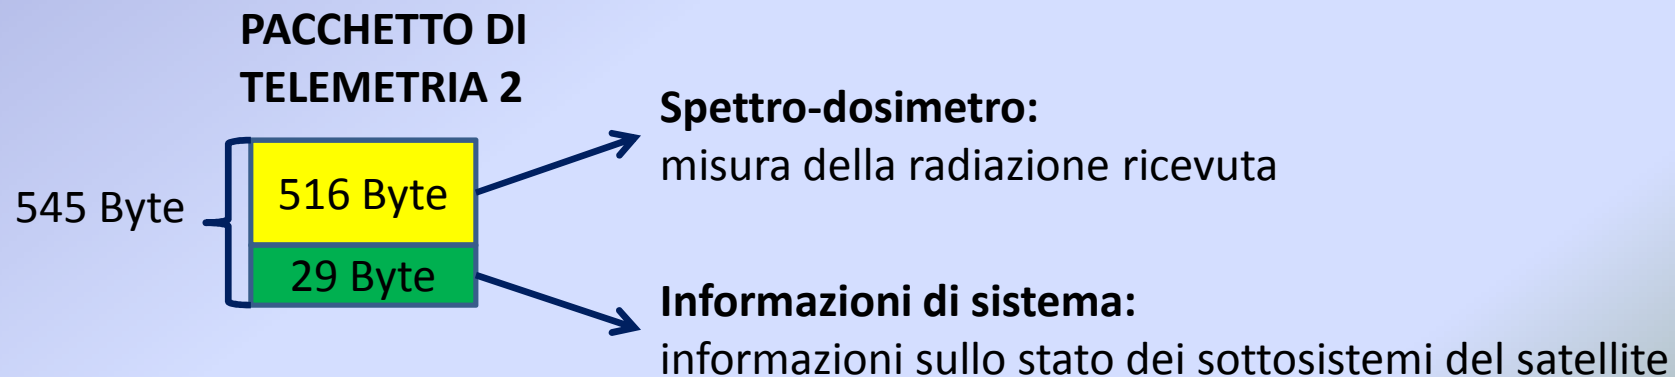 PACCHETTO DI
TELEMETRIA 2
545 Byte
516 Byte
29 Byte
Spettro-dosimetro:
misura della radiazione ricevuta
Informazioni di sistema:
informazioni sullo stato dei sottosistemi del satellite